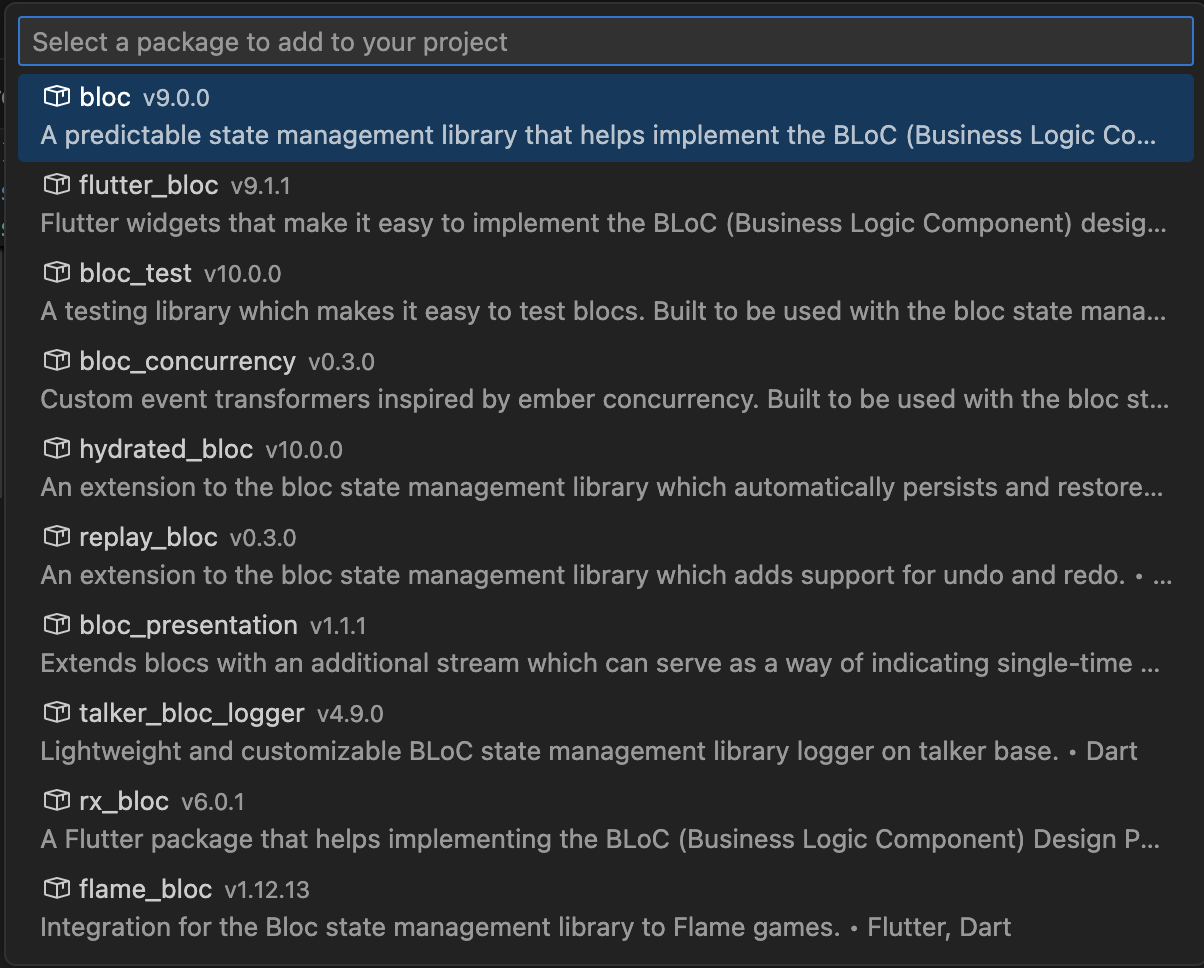 Select a package to add to your project
bloc v9.0.0
A predictable state management library that helps implement the BLoC (Business Logic Co...
flutter_bloc v9.1.1
Flutter widgets that make it easy to implement the BLoC (Business Logic Component) desig...
bloc_test v10.0.0
A testing library which makes it easy to test blocs. Built to be used with the bloc state mana...
bloc_concurrency v0.3.0
Custom event transformers inspired by ember concurrency. Built to be used with the bloc st...
hydrated_bloc v10.0.0
An extension to the bloc state management library which automatically persists and restore...
replay_bloc v0.3.0
An extension to the bloc state management library which adds support for undo and redo. • ...
bloc_presentation v1.1.1
Extends blocs with an additional stream which can serve as a way of indicating single-time ...
talker_bloc_logger v4.9.0
Lightweight and customizable BLoC state management library logger on talker base. • Dart
rx_bloc v6.0.1
A Flutter package that helps implementing the BLoC (Business Logic Component) Design P...
flame_bloc v1.12.13
Integration for the Bloc state management library to Flame games. • Flutter, Dart